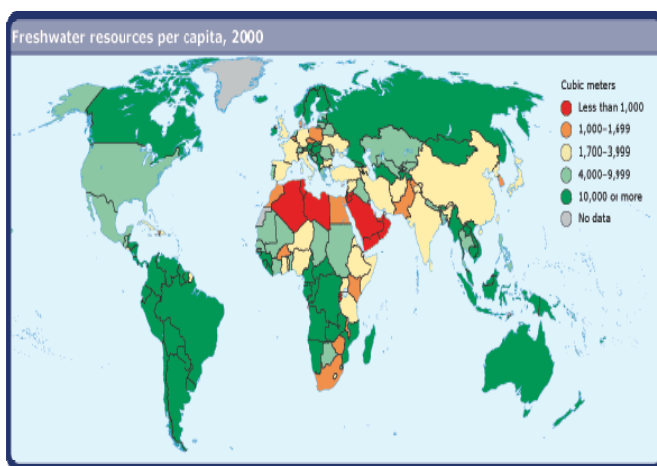 Freshwater resources per capita, 2000
Cubic meters
Less than 1,000
1,000–1,699
1,700–3,999
4,000–9,999
10,000 or more
No data